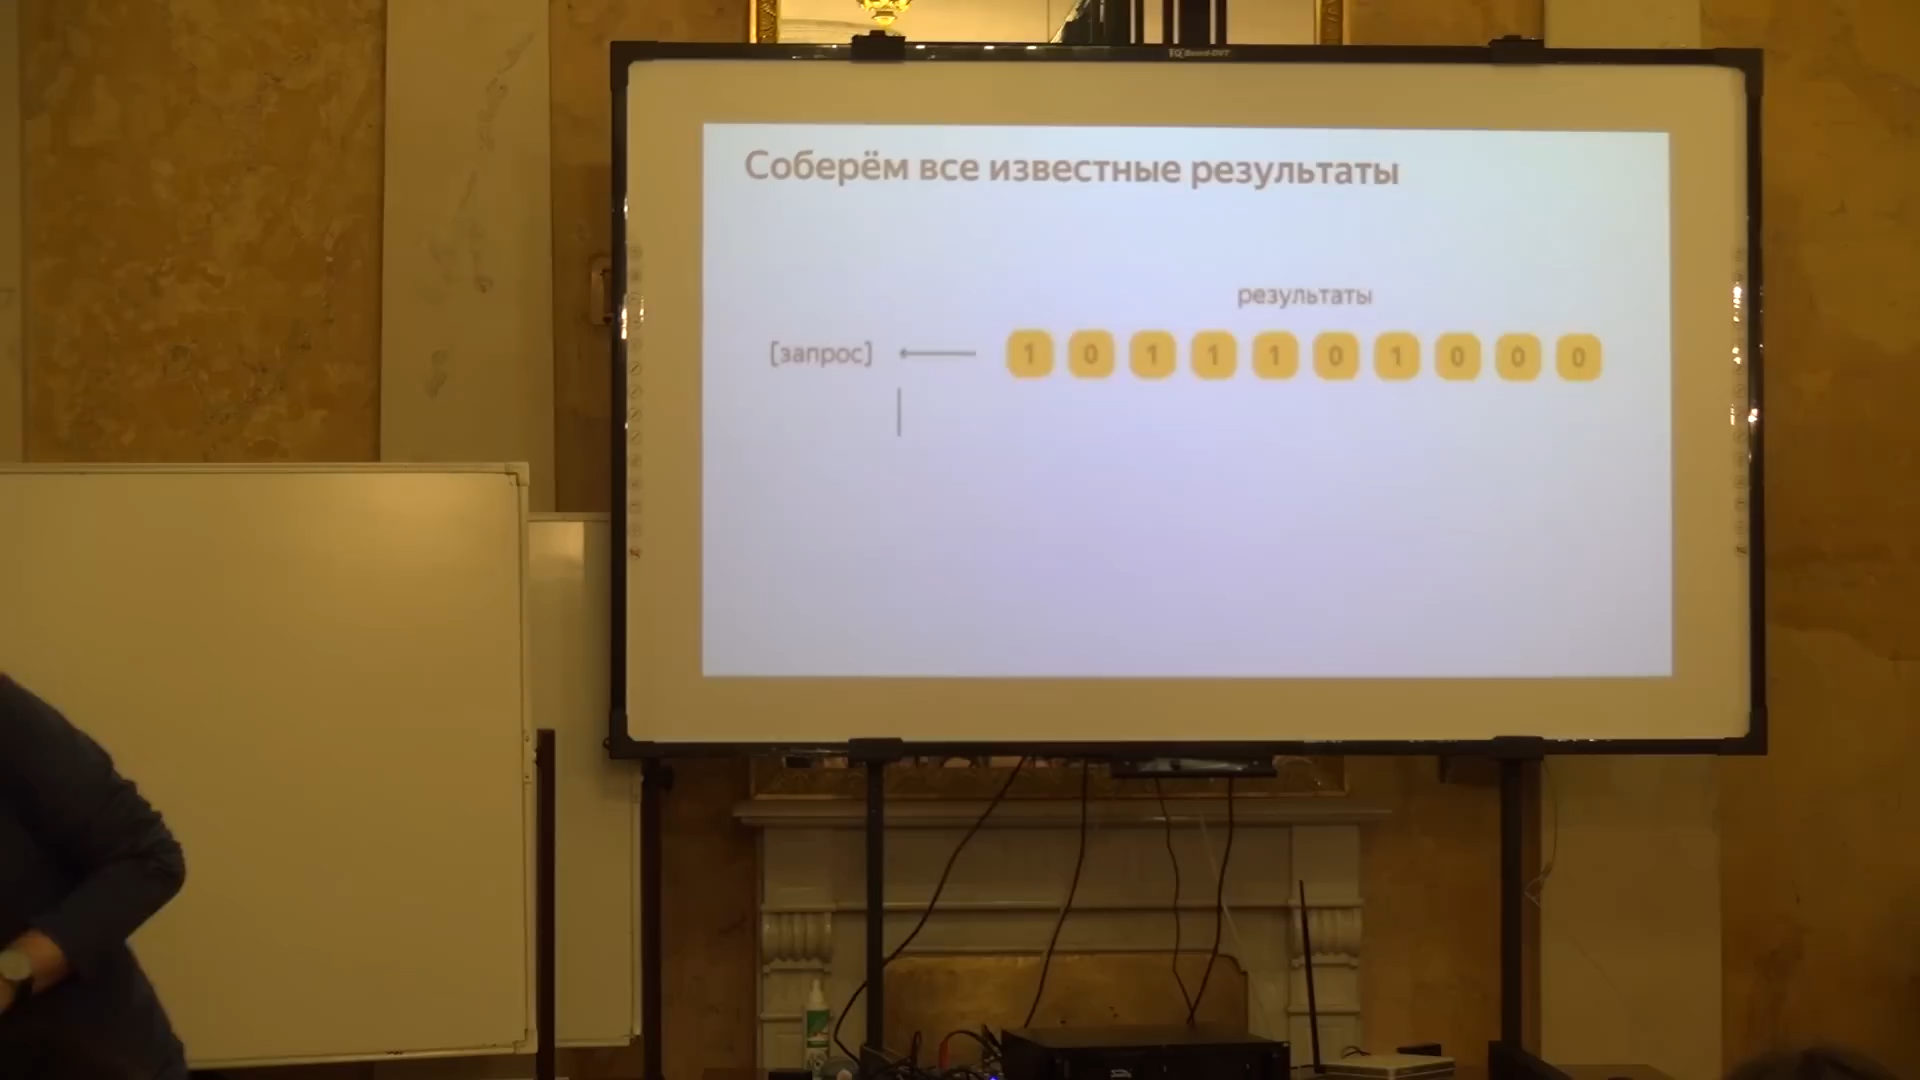 Соберём все известные результаты
результаты
[запрос] 1 0 1 1 1 0 1 0 0 0